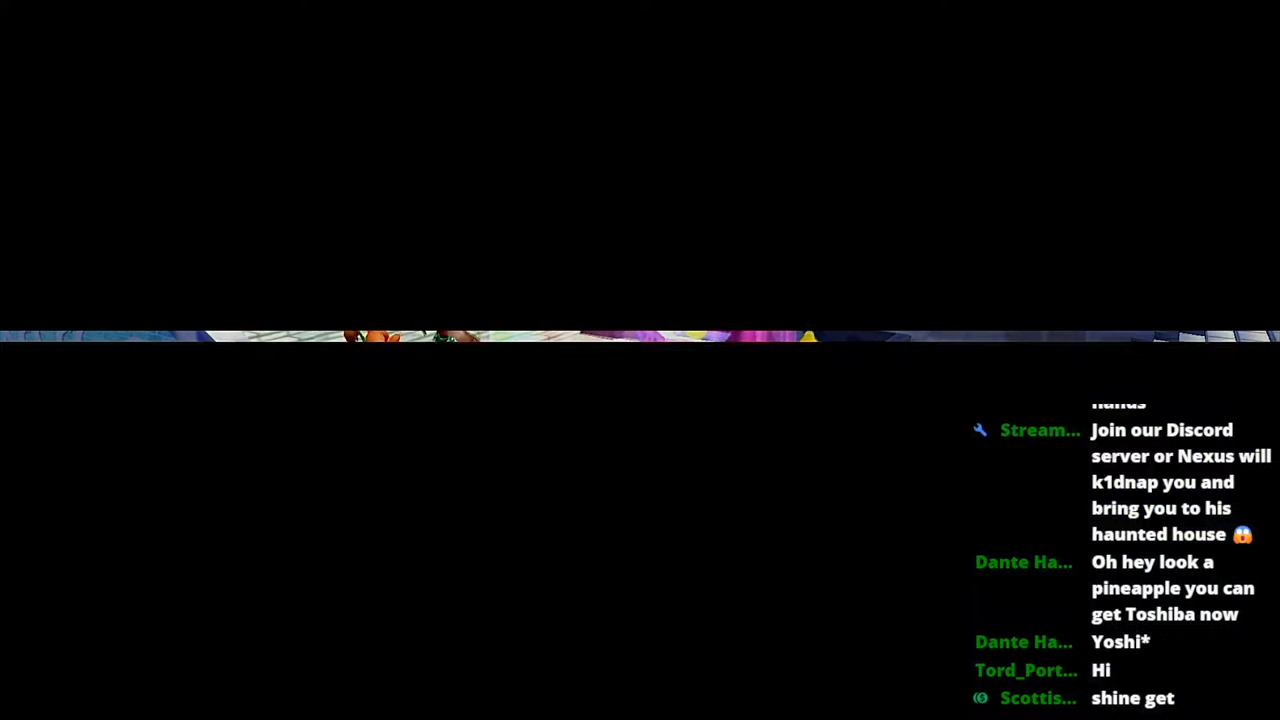 hands
Stream... Join our Discord
server or Nexus will
k1dnap you and
bring you to his
haunted house 😱
Dante Ha... Oh hey look a
pineapple you can
get Toshiba now
Dante Ha... Yoshi*
Tord_Port... Hi
Scottis... shine get